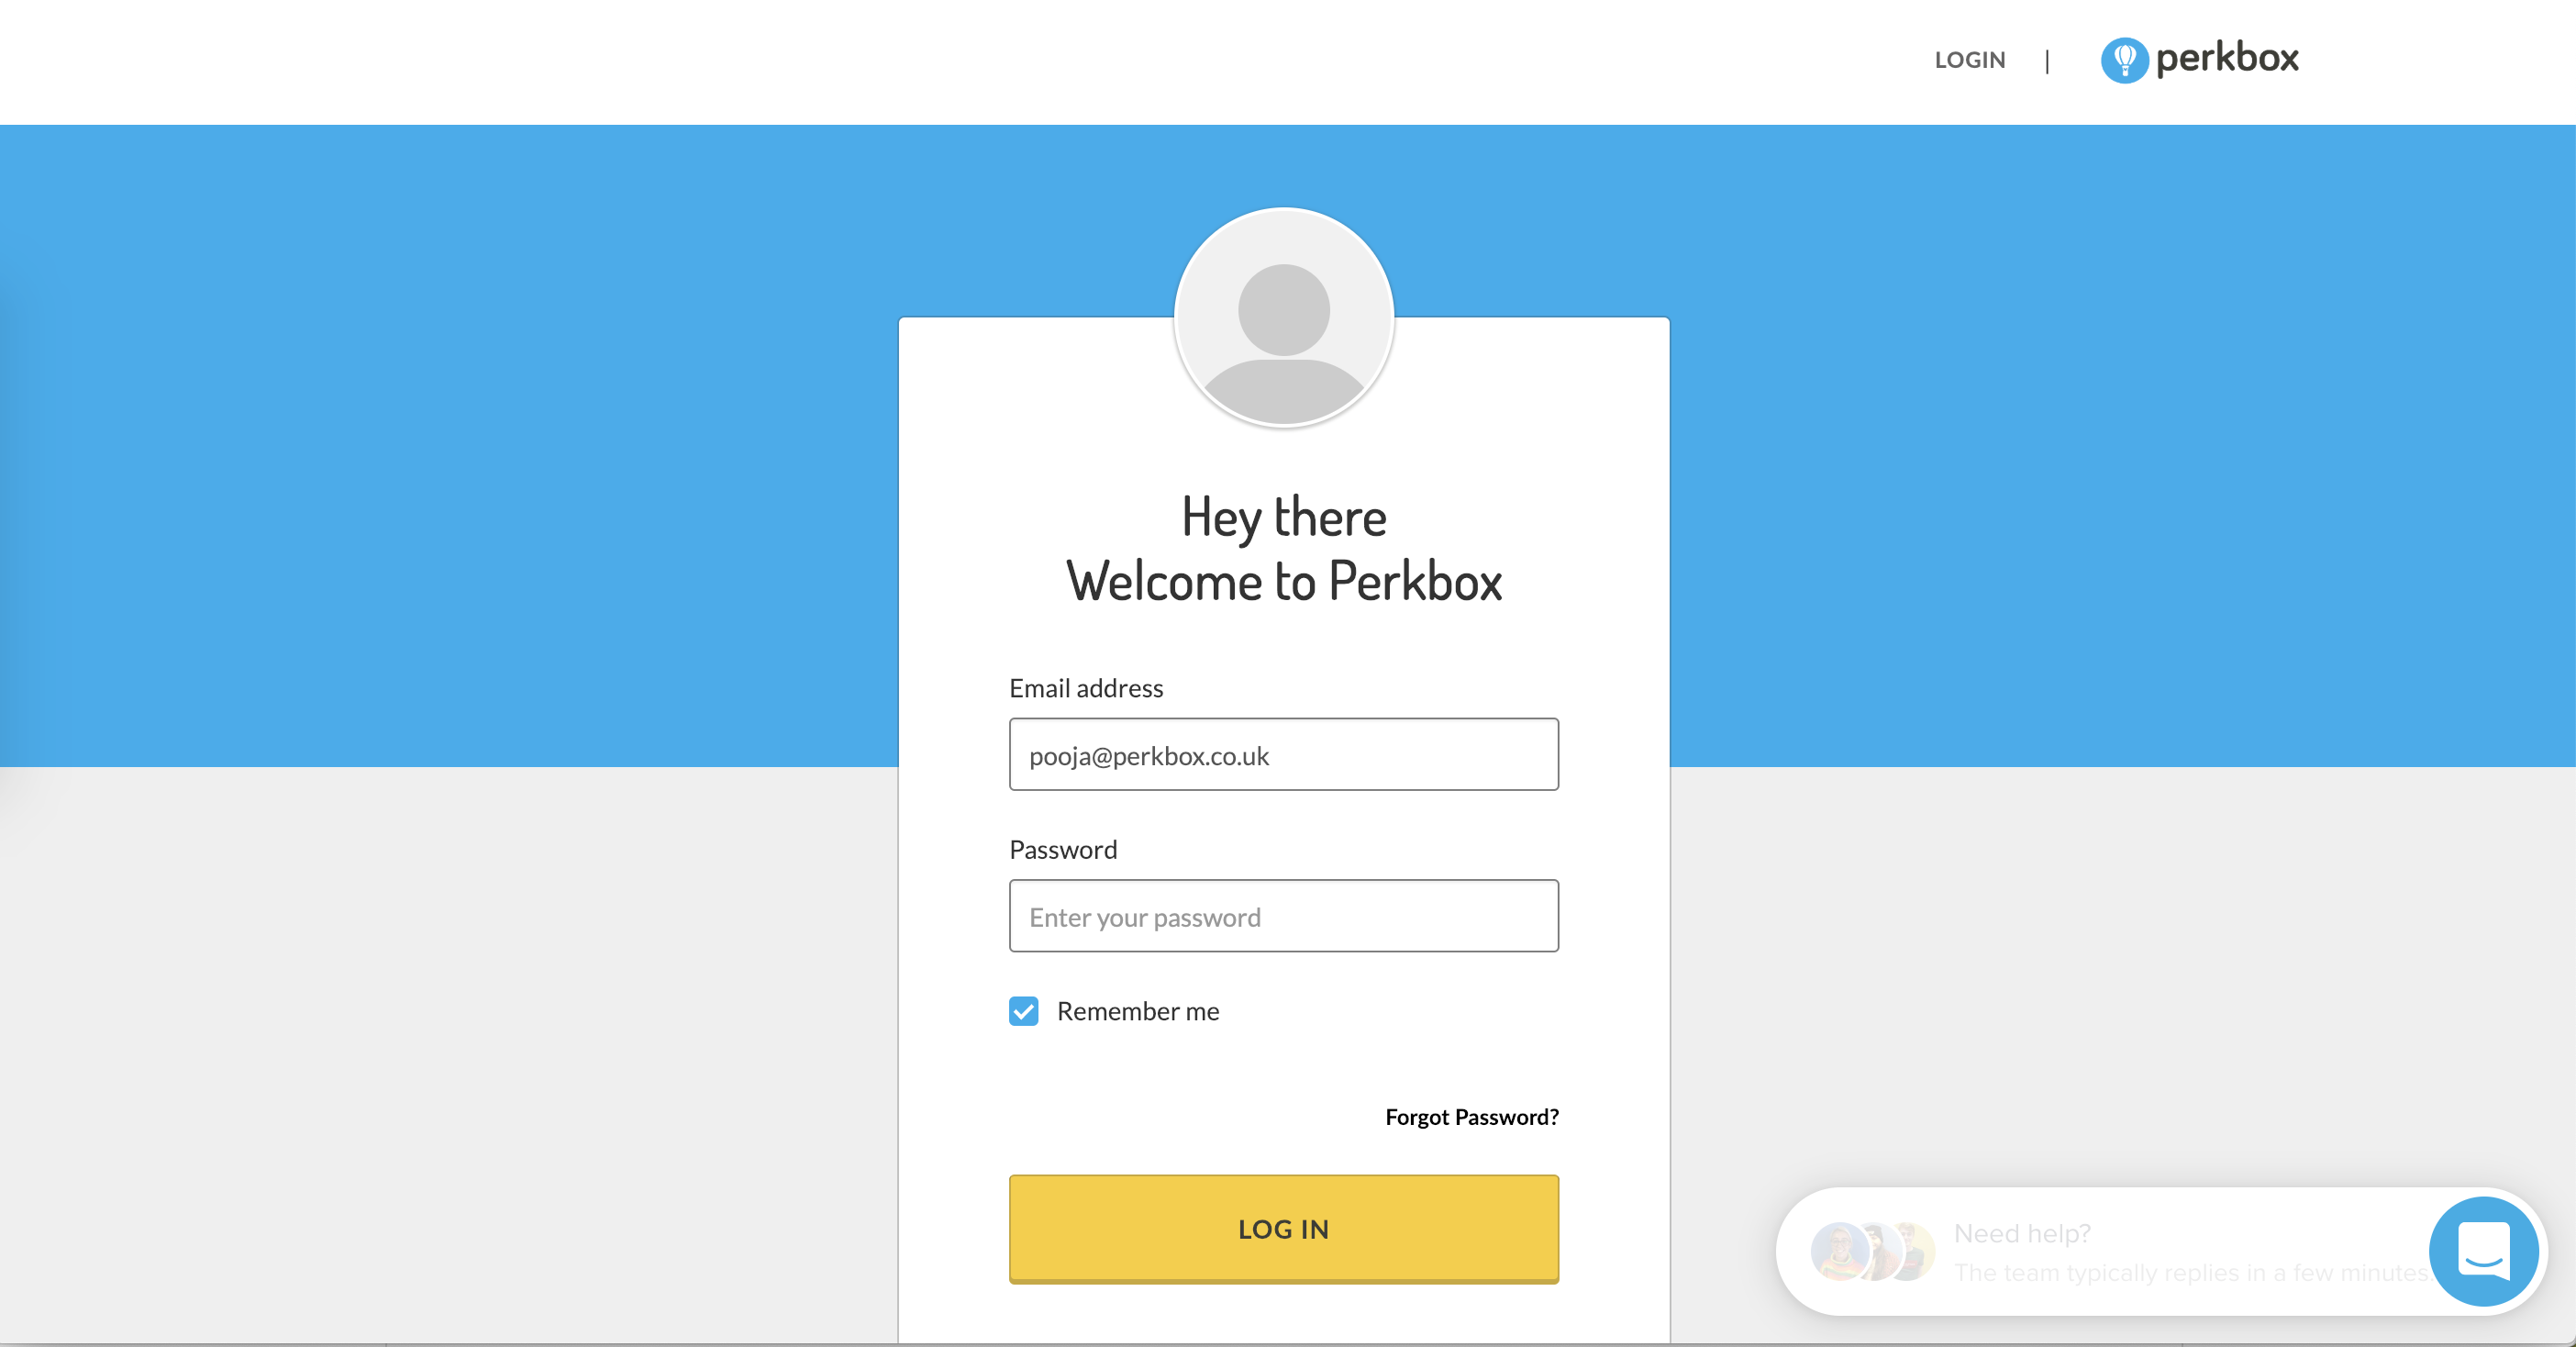 LOGIN | perkbox
Hey there
Welcome to Perkbox
Email address
pooja@perkbox.co.uk
Password
Enter your password
Remember me
Forgot Password?
LOG IN
Need help?
The team typically replies in a few minutes.